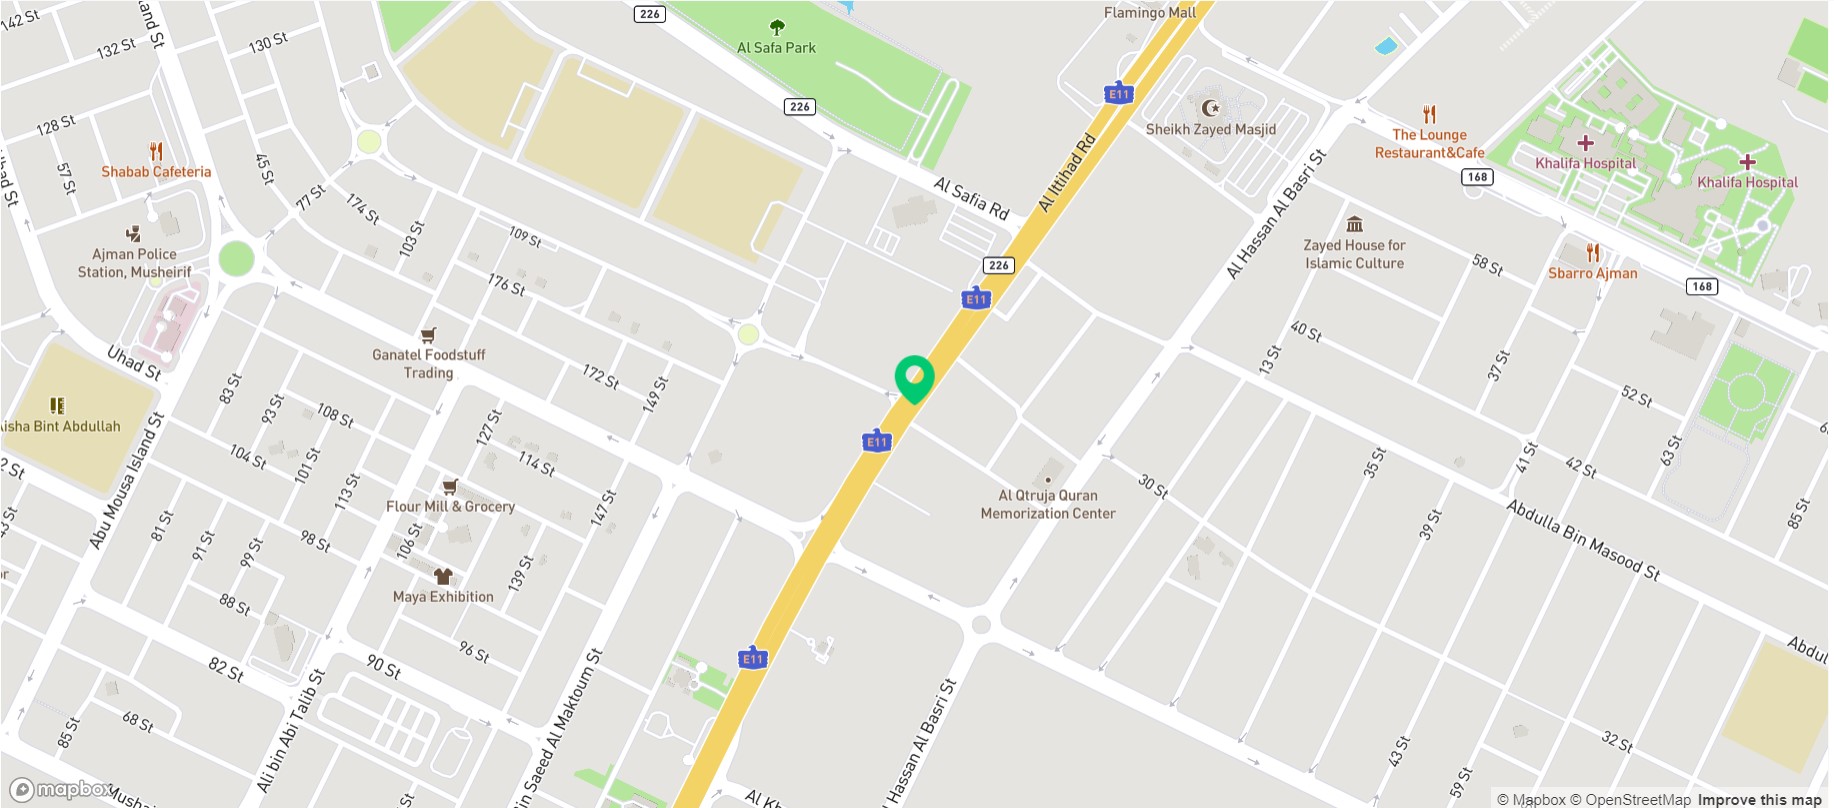 142 St
132 St
130 St
226
Al Safa Park
Flamingo Mall
226
E11
128 St
57 St
Shabab Cafeteria
45 St
77 St
174 St
103 St
109 St
176 St
Ajman Police
Station, Musheirif
Al Safia Rd
Al Ittihad Rd
Sheikh Zayed Masjid
Al Hassan Al Basri St
The Lounge
Restaurant&Cafe
168
Khalifa Hospital
Khalifa Hospital
Zayed House for
Islamic Culture
58 St
Sbarro Ajman
168
226
E11
40 St
13 St
37 St
52 St
Uhad St
Ganatel Foodstuff
Trading
172 St
149 St
83 St
93 St
108 St
127 St
Aisha Bint Abdullah
104 St
101 St
113 St
114 St
147 St
E11
Abu Mousa Island St
Flour Mill & Grocery
Al Qtruja Quran
Memorization Center
30 St
35 St
41 St
42 St
63 St
85 St
39 St
Abdulla Bin Masood St
81 St
91 St
99 St
98 St
106 St
139 St
Maya Exhibition
88 St
82 St
90 St
96 St
E11
68 St
85 St
Ali bin Abi Talib St
Bin Saeed Al Maktoum St
Al Hassan Al Basri St
43 St
59 St
32 St
mapbox
© Mapbox © OpenStreetMap Improve this map